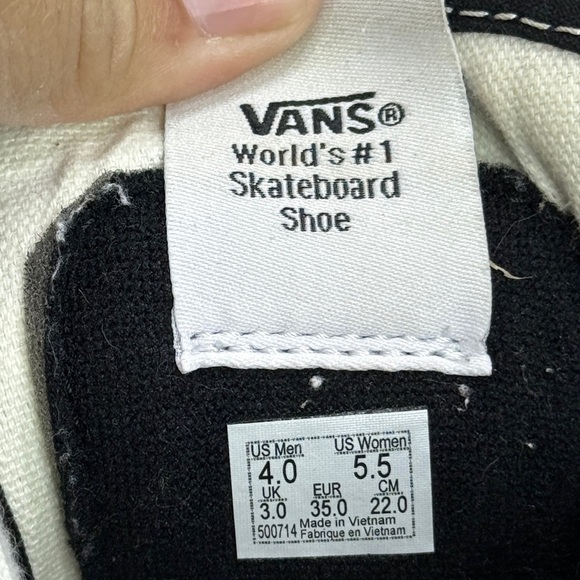 VANS®
World's #1
Skateboard
Shoe
US Men US Women
4.0 5.5
UK EUR CM
3.0 35.0 22.0
500714 Made in Vietnam
Fabrique en Vietnam